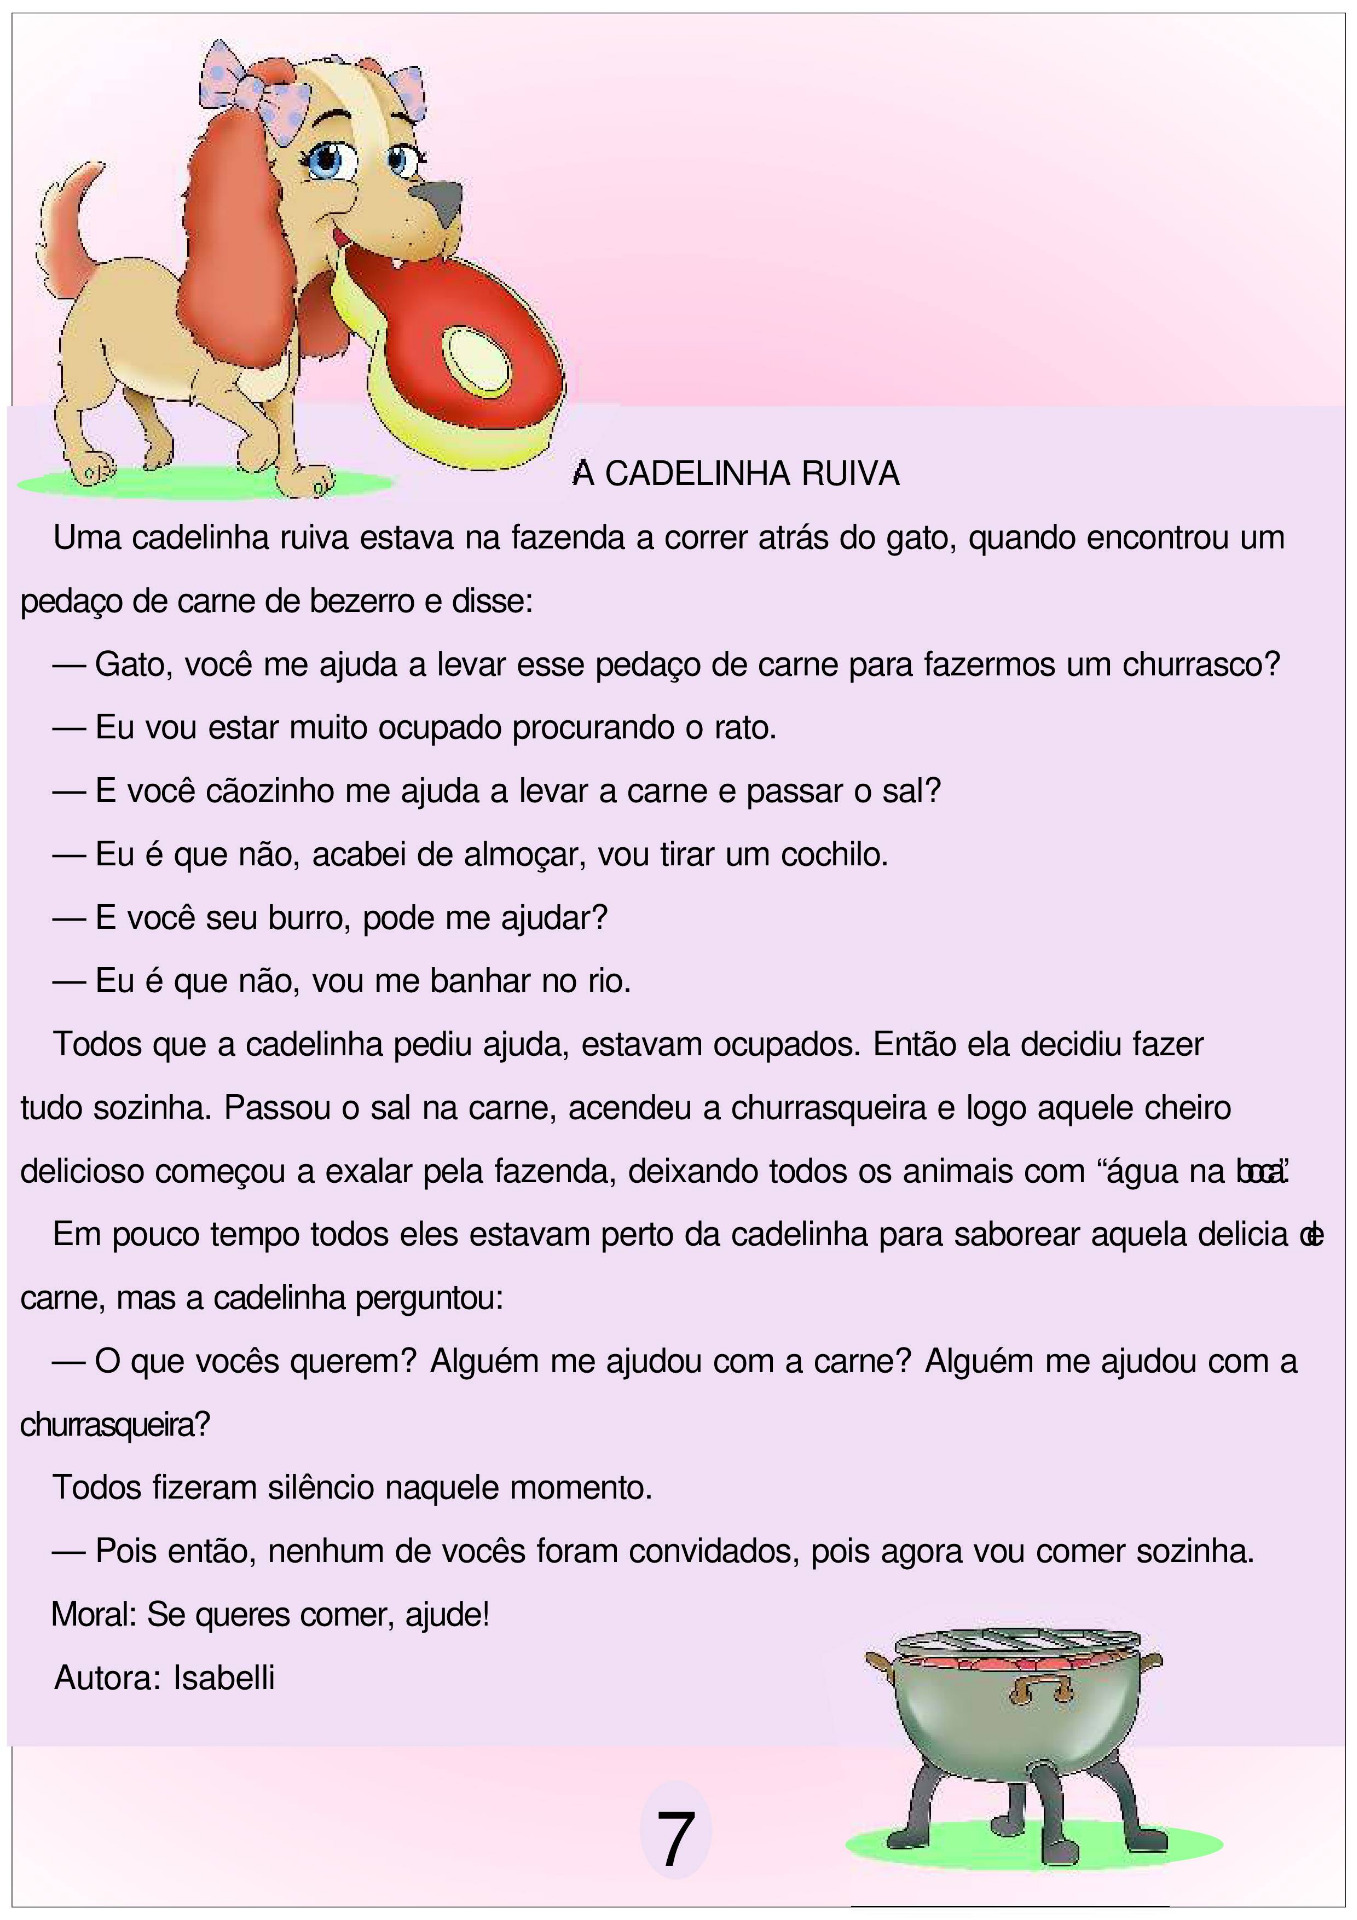 A CADELINHA RUIVA
Uma cadelinha ruiva estava na fazenda a correr atrás do gato, quando encontrou um
pedaço de carne de bezerro e disse:
— Gato, você me ajuda a levar esse pedaço de carne para fazermos um churrasco?
— Eu vou estar muito ocupado procurando o rato.
— E você cãozinho me ajuda a levar a carne e passar o sal?
— Eu é que não, acabei de almoçar, vou tirar um cochilo.
— E você seu burro, pode me ajudar?
— Eu é que não, vou me banhar no rio.
Todos que a cadelinha pediu ajuda, estavam ocupados. Então ela decidiu fazer
tudo sozinha. Passou o sal na carne, acendeu a churrasqueira e logo aquele cheiro
delicioso começou a exalar pela fazenda, deixando todos os animais com “água na boca”.
Em pouco tempo todos eles estavam perto da cadelinha para saborear aquela delicia de
carne, mas a cadelinha perguntou:
— O que vocês querem? Alguém me ajudou com a carne? Alguém me ajudou com a
churrasqueira?
Todos fizeram silêncio naquele momento.
— Pois então, nenhum de vocês foram convidados, pois agora vou comer sozinha.
Moral: Se queres comer, ajude!
Autora: Isabelli
7